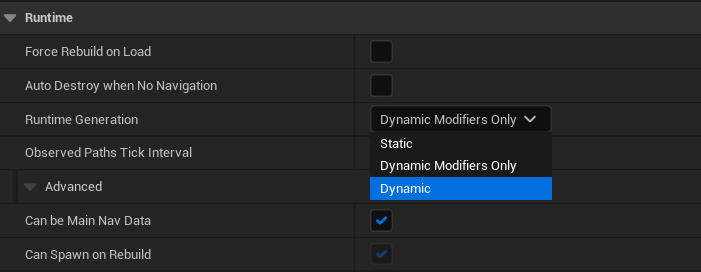 Runtime
Force Rebuild on Load
Auto Destroy when No Navigation
Runtime Generation Dynamic Modifiers Only
Static
Observed Paths Tick Interval
Dynamic Modifiers Only
Advanced
Dynamic
Can be Main Nav Data
Can Spawn on Rebuild